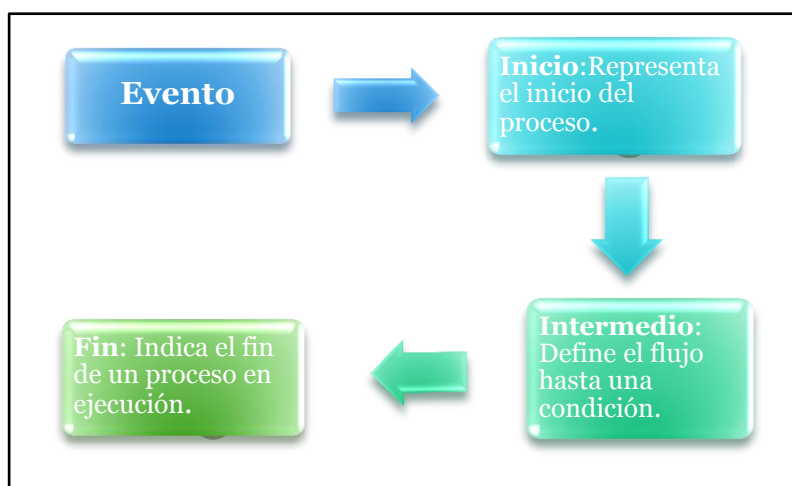 Evento
Inicio:Representa
el inicio del
proceso.
Intermedio:
Define el flujo
hasta una
condición.
Fin: Indica el fin
de un proceso en
ejecución.